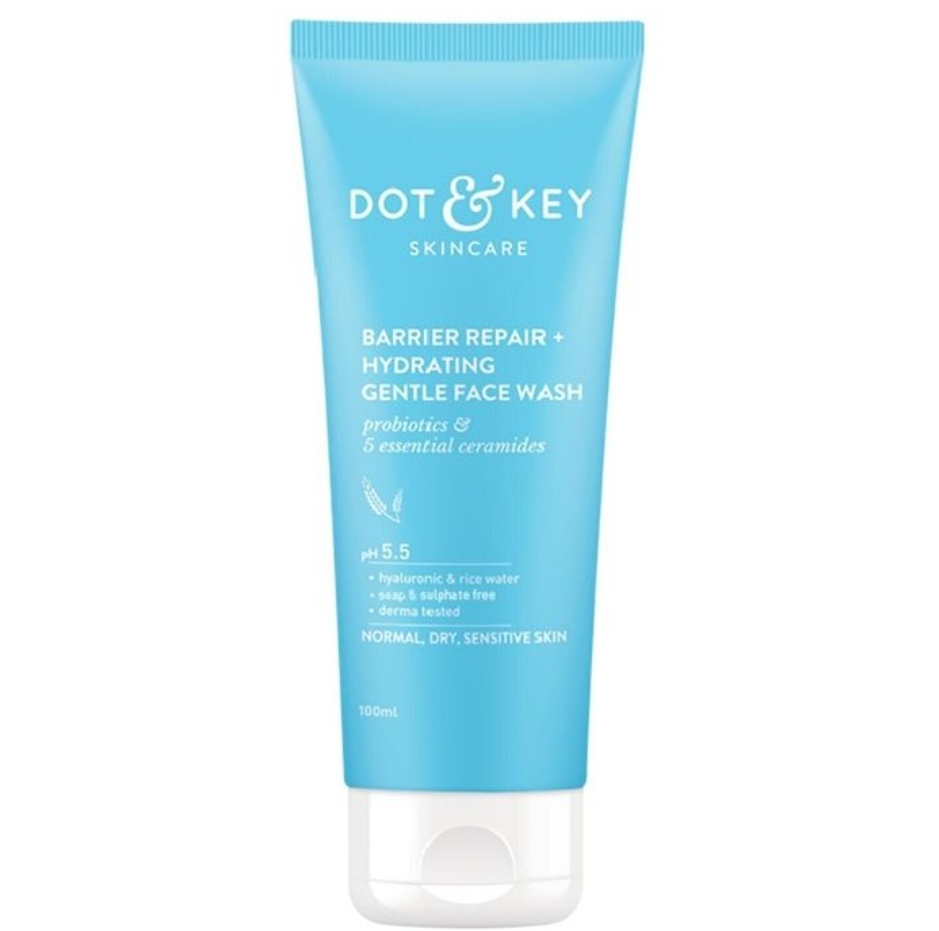 DOT & KEY
SKINCARE
BARRIER REPAIR +
HYDRATING
GENTLE FACE WASH
probiotics &
5 essential ceramides
pH 5.5
• hyaluronic & rice water
• soap & sulphate free
• derma tested
NORMAL, DRY, SENSITIVE SKIN
100ml